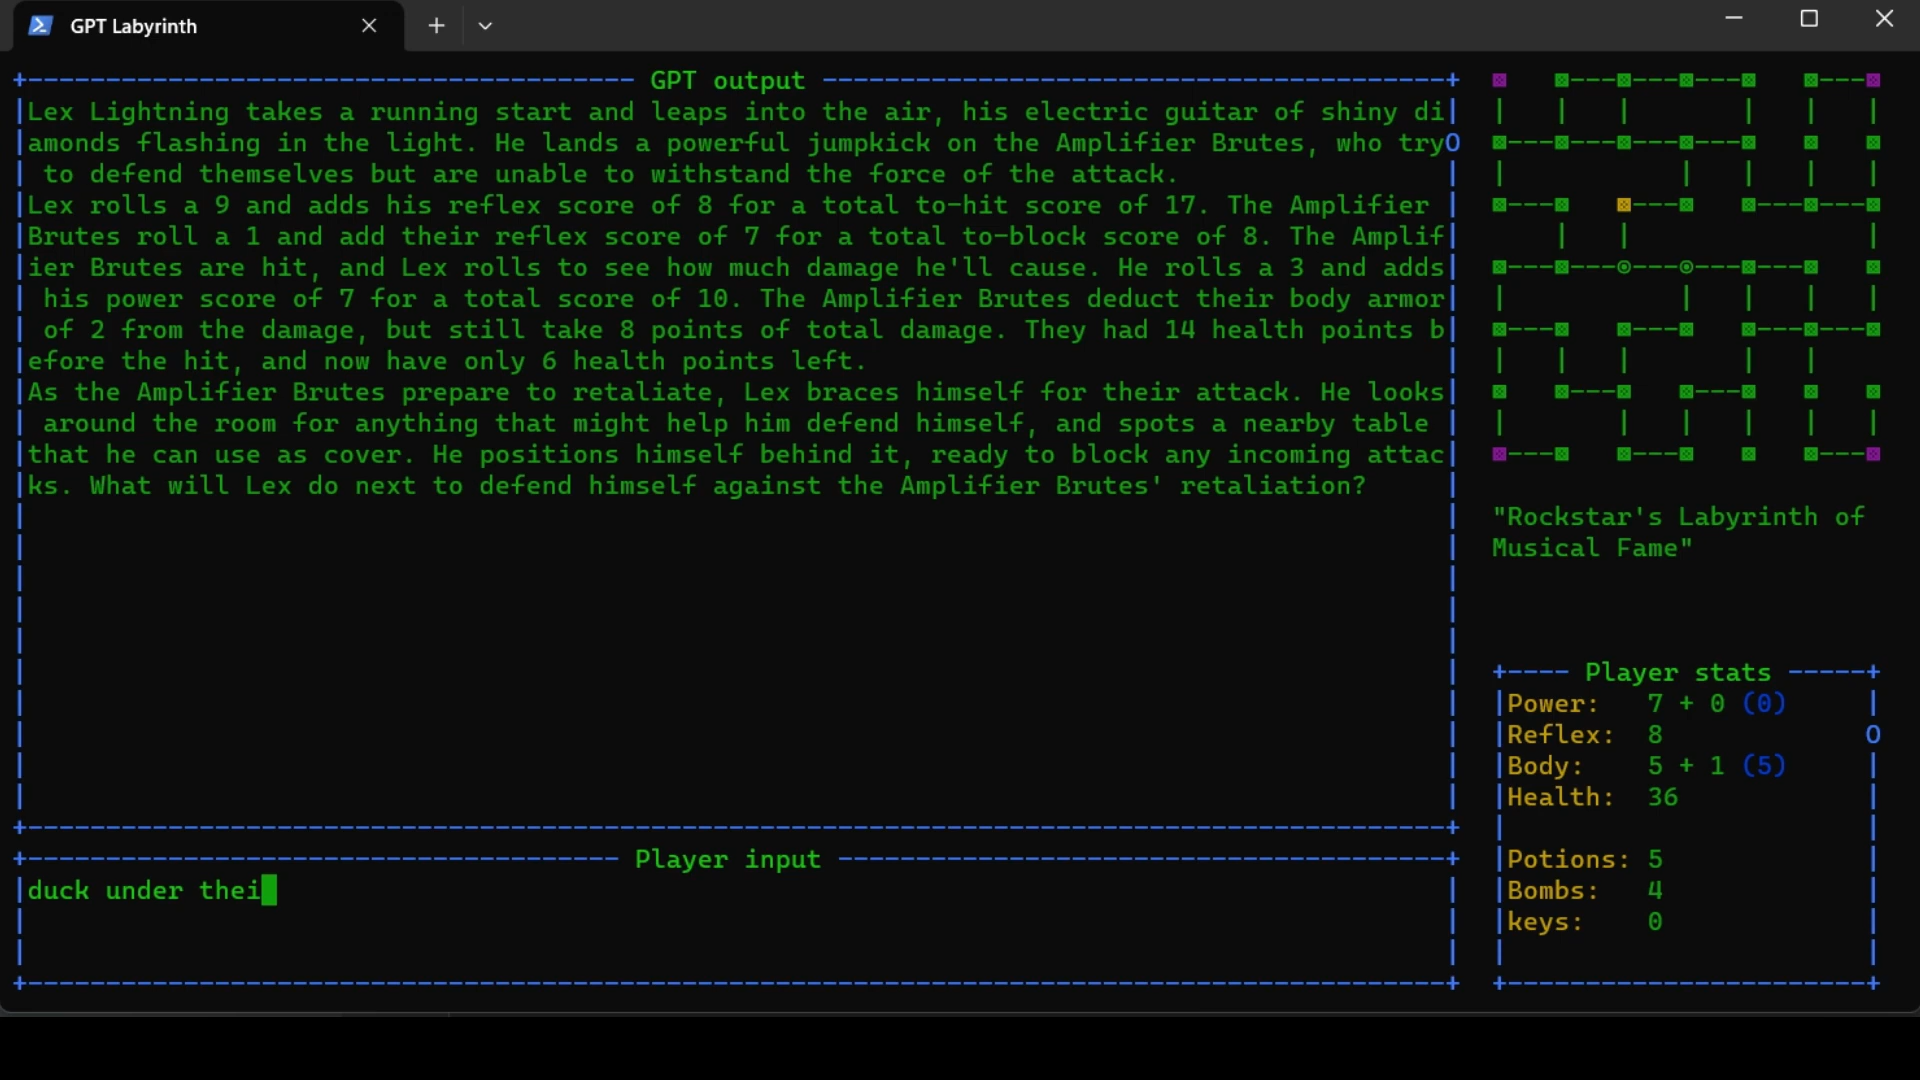 GPT Labyrinth
GPT output
Lex Lightning takes a running start and leaps into the air, his electric guitar of shiny di
amonds flashing in the light. He lands a powerful jumpkick on the Amplifier Brutes, who try
to defend themselves but are unable to withstand the force of the attack.
Lex rolls a 9 and adds his reflex score of 8 for a total to-hit score of 17. The Amplifier
Brutes roll a 1 and add their reflex score of 7 for a total to-block score of 8. The Amplif
ier Brutes are hit, and Lex rolls to see how much damage he'll cause. He rolls a 3 and adds
his power score of 7 for a total score of 10. The Amplifier Brutes deduct their body armor
of 2 from the damage, but still take 8 points of total damage. They had 14 health points b
efore the hit, and now have only 6 health points left.
As the Amplifier Brutes prepare to retaliate, Lex braces himself for their attack. He looks
around the room for anything that might help him defend himself, and spots a nearby table
that he can use as cover. He positions himself behind it, ready to block any incoming attac
ks. What will Lex do next to defend himself against the Amplifier Brutes' retaliation?
Player input
duck under thei
"Rockstar's Labyrinth of
Musical Fame"
Player stats
Power: 7 + 0 (0)
Reflex: 8
Body: 5 + 1 (5)
Health: 36
Potions: 5
Bombs: 4
keys: 0